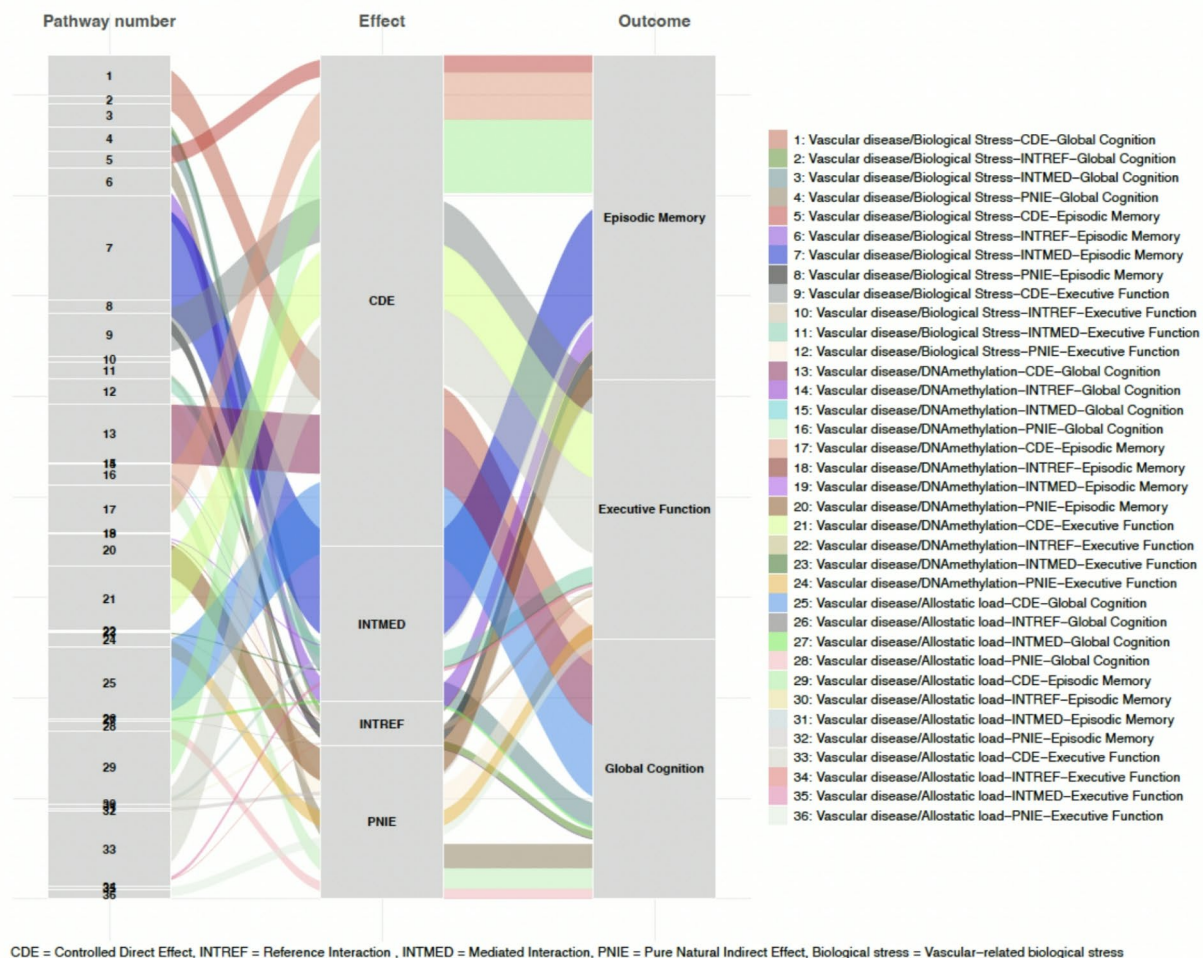 Pathway number Effect Outcome
1
2
3
4
5
6
7
8
9
10
11
12
13
15
16
17
18
20
21
23
24
25
28
29
32
33
36
CDE
INTMED
INTREF
PNIE
Episodic Memory
Executive Function
Global Cognition
1: Vascular disease/Biological Stress–CDE–Global Cognition
2: Vascular disease/Biological Stress–INTREF–Global Cognition
3: Vascular disease/Biological Stress–INTMED–Global Cognition
4: Vascular disease/Biological Stress–PNIE–Global Cognition
5: Vascular disease/Biological Stress–CDE–Episodic Memory
6: Vascular disease/Biological Stress–INTREF–Episodic Memory
7: Vascular disease/Biological Stress–INTMED–Episodic Memory
8: Vascular disease/Biological Stress–PNIE–Episodic Memory
9: Vascular disease/Biological Stress–CDE–Executive Function
10: Vascular disease/Biological Stress–INTREF–Executive Function
11: Vascular disease/Biological Stress–INTMED–Executive Function
12: Vascular disease/Biological Stress–PNIE–Executive Function
13: Vascular disease/DNAmethylation–CDE–Global Cognition
14: Vascular disease/DNAmethylation–INTREF–Global Cognition
15: Vascular disease/DNAmethylation–INTMED–Global Cognition
16: Vascular disease/DNAmethylation–PNIE–Global Cognition
17: Vascular disease/DNAmethylation–CDE–Episodic Memory
18: Vascular disease/DNAmethylation–INTREF–Episodic Memory
19: Vascular disease/DNAmethylation–INTMED–Episodic Memory
20: Vascular disease/DNAmethylation–PNIE–Episodic Memory
21: Vascular disease/DNAmethylation–CDE–Executive Function
22: Vascular disease/DNAmethylation–INTREF–Executive Function
23: Vascular disease/DNAmethylation–INTMED–Executive Function
24: Vascular disease/DNAmethylation–PNIE–Executive Function
25: Vascular disease/Allostatic load–CDE–Global Cognition
26: Vascular disease/Allostatic load–INTREF–Global Cognition
27: Vascular disease/Allostatic load–INTMED–Global Cognition
28: Vascular disease/Allostatic load–PNIE–Global Cognition
29: Vascular disease/Allostatic load–CDE–Episodic Memory
30: Vascular disease/Allostatic load–INTREF–Episodic Memory
31: Vascular disease/Allostatic load–INTMED–Episodic Memory
32: Vascular disease/Allostatic load–PNIE–Episodic Memory
33: Vascular disease/Allostatic load–CDE–Executive Function
34: Vascular disease/Allostatic load–INTREF–Executive Function
35: Vascular disease/Allostatic load–INTMED–Executive Function
36: Vascular disease/Allostatic load–PNIE–Executive Function
CDE = Controlled Direct Effect, INTREF = Reference Interaction , INTMED = Mediated Interaction, PNIE = Pure Natural Indirect Effect, Biological stress = Vascular–related biological stress